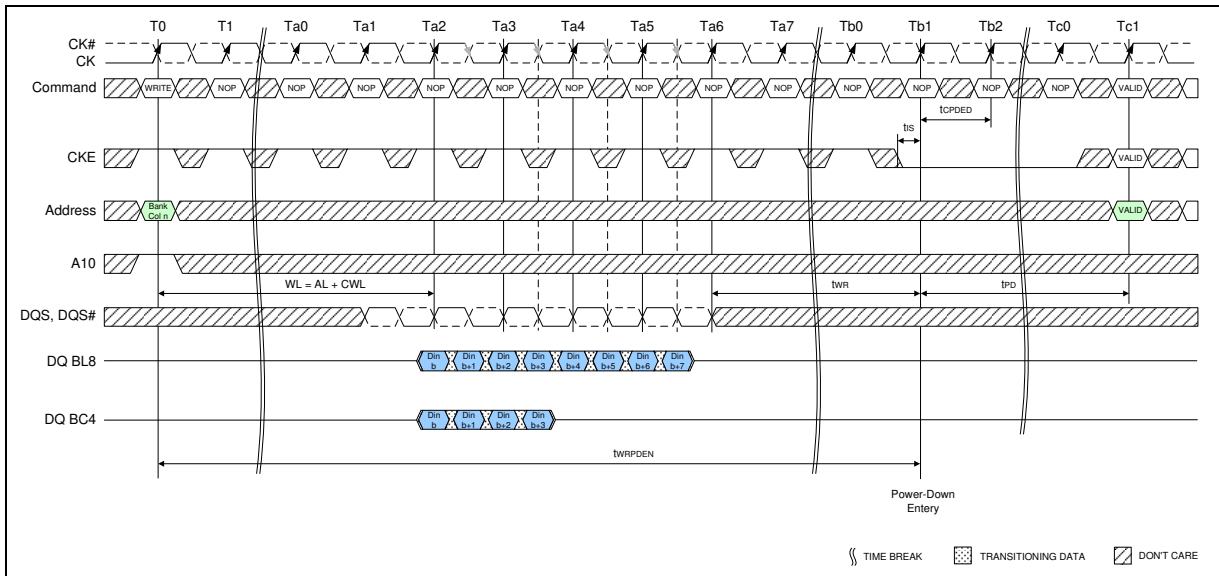 T0 T1 Ta0 Ta1 Ta2 Ta3 Ta4 Ta5 Ta6 Ta7 Tb0 Tb1 Tb2 Tc0 Tc1
CK#
CK
Command WRITE NOP NOP NOP NOP NOP NOP NOP NOP NOP NOP NOP NOP NOP VALID
tCPDED
tIS
CKE VALID
Address Bank Col n VALID
A10
WL = AL + CWL tWR tPD
DQS, DQS#
DQ BL8 Din b Din b+1 Din b+2 Din b+3 Din b+4 Din b+5 Din b+6 Din b+7
DQ BC4 Din b Din b+1 Din b+2 Din b+3
tWRPDEN
Power-Down
Entery
TIME BREAK TRANSITIONING DATA DON'T CARE